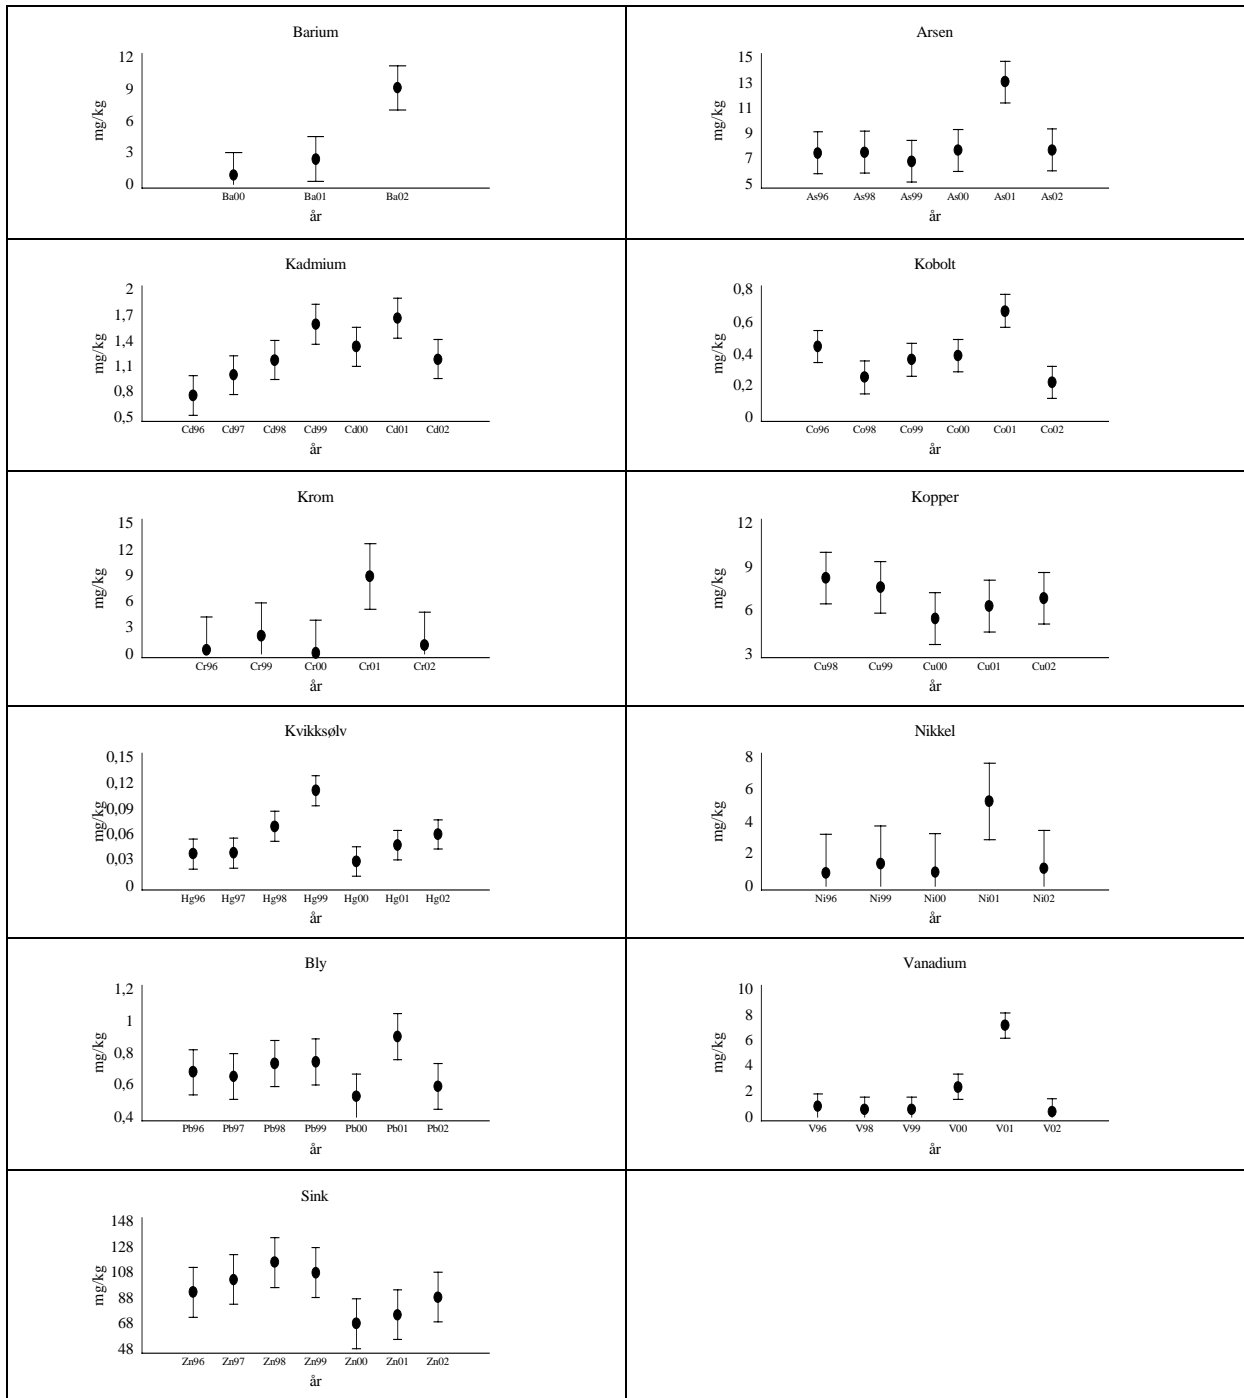 Barium
12
9
6
3
0
mg/kg
Ba00 Ba01 Ba02
år
Arsen
15
13
11
9
7
5
mg/kg
As96 As98 As99 As00 As01 As02
år
Kadmium
2
1,7
1,4
1,1
0,8
0,5
mg/kg
Cd96 Cd97 Cd98 Cd99 Cd00 Cd01 Cd02
år
Kobolt
0,8
0,6
0,4
0,2
0
mg/kg
Co96 Co98 Co99 Co00 Co01 Co02
år
Krom
15
12
9
6
3
0
mg/kg
Cr96 Cr99 Cr00 Cr01 Cr02
år
Kopper
12
9
6
3
mg/kg
Cu98 Cu99 Cu00 Cu01 Cu02
år
Kvikksølv
0,15
0,12
0,09
0,06
0,03
0
mg/kg
Hg96 Hg97 Hg98 Hg99 Hg00 Hg01 Hg02
år
Nikkel
8
6
4
2
0
mg/kg
Ni96 Ni99 Ni00 Ni01 Ni02
år
Bly
1,2
1
0,8
0,6
0,4
mg/kg
Pb96 Pb97 Pb98 Pb99 Pb00 Pb01 Pb02
år
Vanadium
10
8
6
4
2
0
mg/kg
V96 V98 V99 V00 V01 V02
år
Sink
148
128
108
88
68
48
mg/kg
Zn96 Zn97 Zn98 Zn99 Zn00 Zn01 Zn02
år